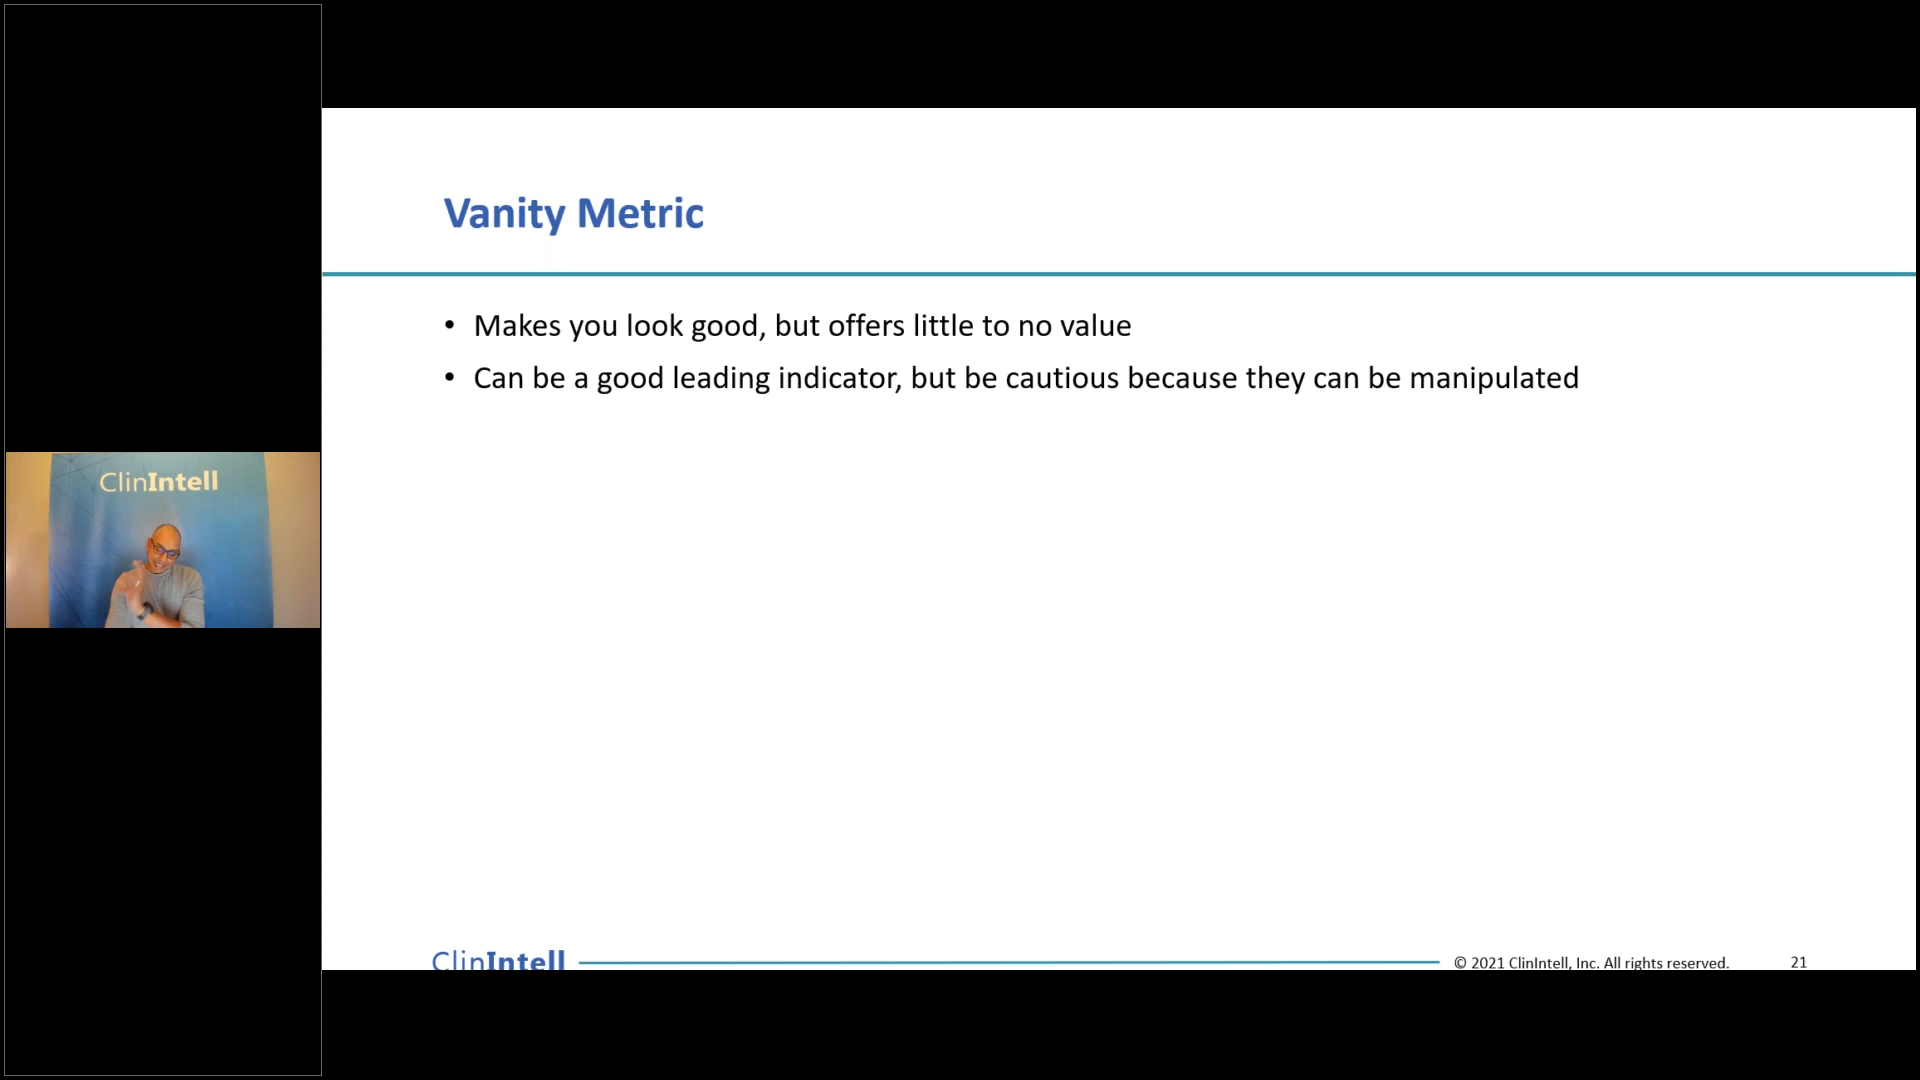 Vanity Metric
• Makes you look good, but offers little to no value
• Can be a good leading indicator, but be cautious because they can be manipulated
ClinIntell
ClinIntell
© 2021 ClinIntell, Inc. All rights reserved.
21